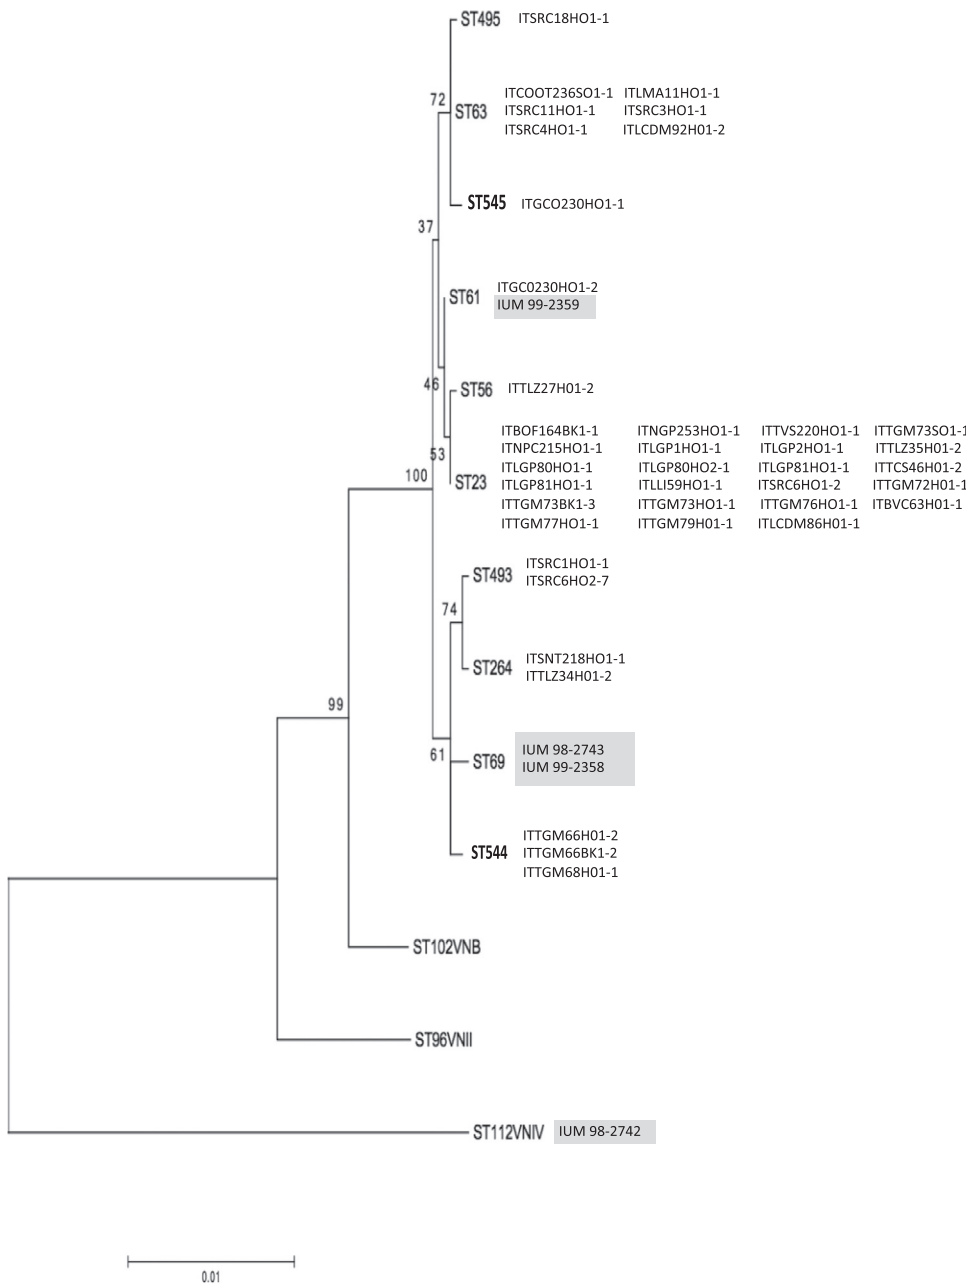 ST495 ITSRC18HO1-1
72
ST63 ITCOOT236SO1-1 ITLMA11HO1-1
ITSRC11HO1-1 ITSRC3HO1-1
ITSRC4HO1-1 ITLCDM92H01-2
ST545 ITGCO230HO1-1
37
ST61 ITGC0230HO1-2
IUM 99-2359
46
ST56 ITTLZ27H01-2
ITBOF164BK1-1 ITNGP253HO1-1 ITTVS220HO1-1 ITTGM73SO1-1
ITNPC215HO1-1 ITLGP1HO1-1 ITLGP2HO1-1 ITTLZ35H01-2
53
ITLGP80HO1-1 ITLGP80HO2-1 ITLGP81HO1-1 ITTCS46H01-2
100
ST23 ITLGP81HO1-1 ITLLI59HO1-1 ITSRC6HO1-2 ITTGM72H01-1
ITTGM73BK1-3 ITTGM73HO1-1 ITTGM76HO1-1 ITBVC63H01-1
ITTGM77HO1-1 ITTGM79H01-1 ITLCDM86H01-1
ST493 ITSRC1HO1-1
ITSRC6HO2-7
74
ST264 ITSNT218HO1-1
ITTLZ34H01-2
99
61
ST69 IUM 98-2743
IUM 99-2358
ST544 ITTGM66H01-2
ITTGM66BK1-2
ITTGM68H01-1
ST102VNB
ST96VNII
ST112VNIV IUM 98-2742
0.01